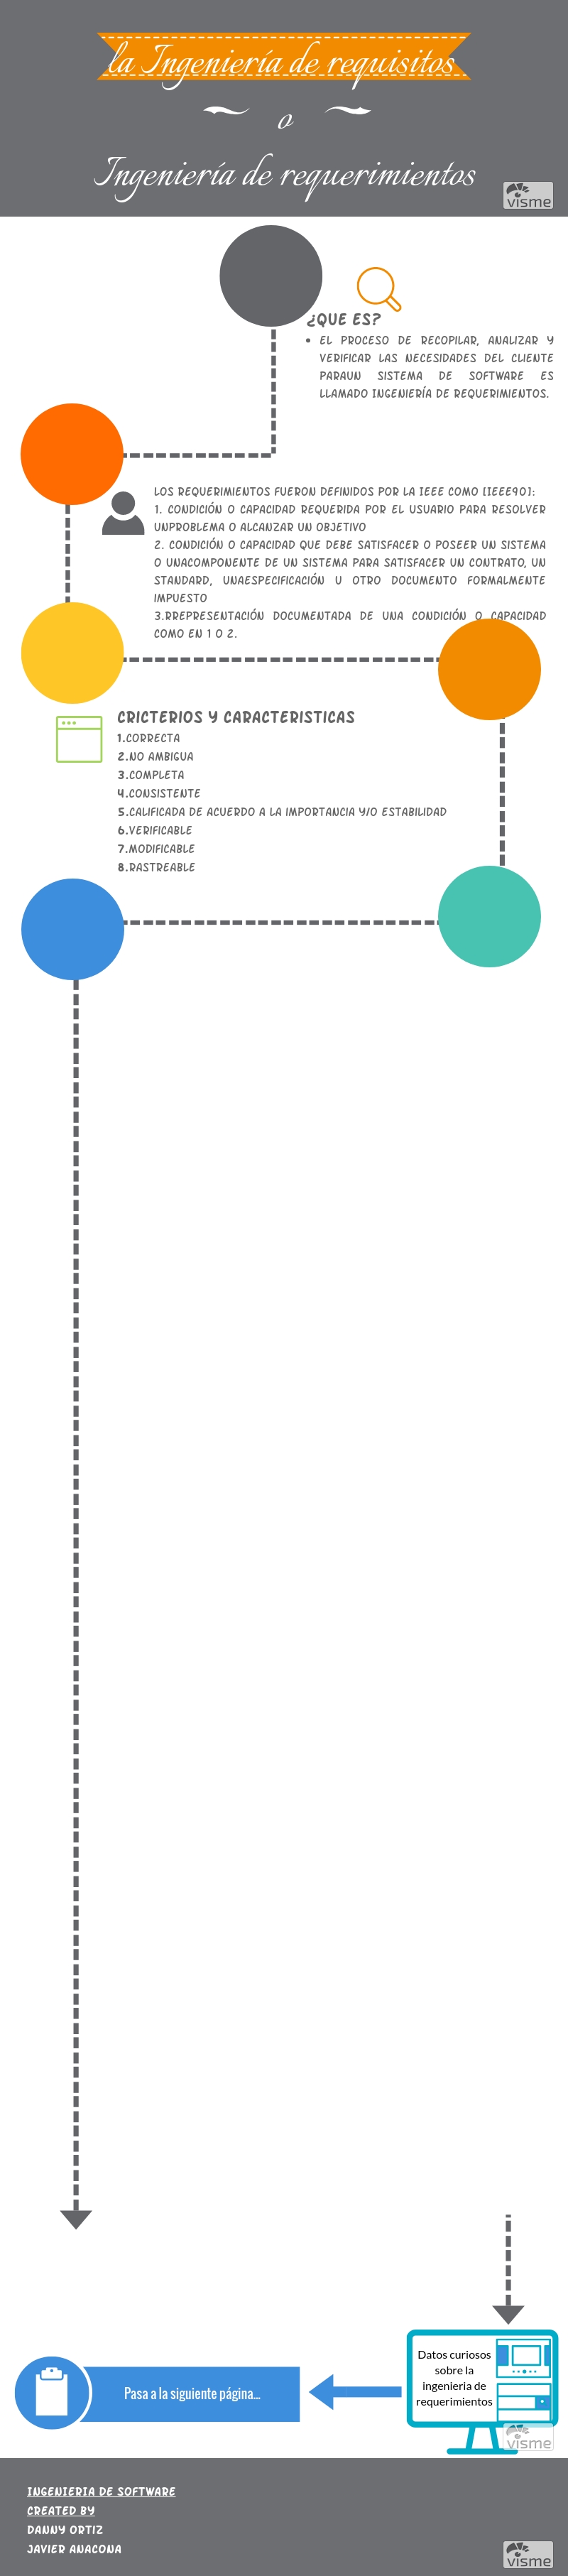 la Ingeniería de requisitos
o
Ingeniería de requerimientos
visme
¿QUE ES?
• EL PROCESO DE RECOPILAR, ANALIZAR Y
VERIFICAR LAS NECESIDADES DEL CLIENTE
PARAUN SISTEMA DE SOFTWARE ES
LLAMADO INGENIERÍA DE REQUERIMIENTOS.
LOS REQUERIMIENTOS FUERON DEFINIDOS POR LA IEEE COMO [IEEE90]:
1. CONDICIÓN O CAPACIDAD REQUERIDA POR EL USUARIO PARA RESOLVER
UNPROBLEMA O ALCANZAR UN OBJETIVO
2. CONDICIÓN O CAPACIDAD QUE DEBE SATISFACER O POSEER UN SISTEMA
O UNACOMPONENTE DE UN SISTEMA PARA SATISFACER UN CONTRATO, UN
STANDARD, UNAESPECIFICACIÓN U OTRO DOCUMENTO FORMALMENTE
IMPUESTO
3.RREPRESENTACIÓN DOCUMENTADA DE UNA CONDICIÓN O CAPACIDAD
COMO EN 1 O 2.
CRICTERIOS Y CARACTERISTICAS
1.CORRECTA
2.NO AMBIGUA
3.COMPLETA
4.CONSISTENTE
5.CALIFICADA DE ACUERDO A LA IMPORTANCIA Y/O ESTABILIDAD
6.VERIFICABLE
7.MODIFICABLE
8.RASTREABLE
Datos curiosos
sobre la
ingenieria de
requerimientos
Pasa a la siguiente página...
visme
INGENIERIA DE SOFTWARE
CREATED BY
DANNY ORTIZ
JAVIER ANACONA
visme